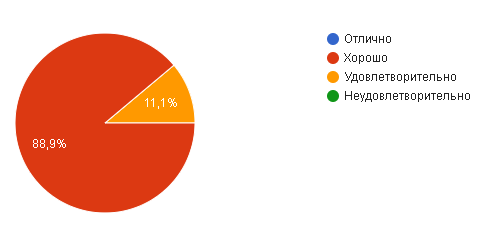 Отлично
Хорошо
Удовлетворительно
Неудовлетворительно
11,1%
88,9%